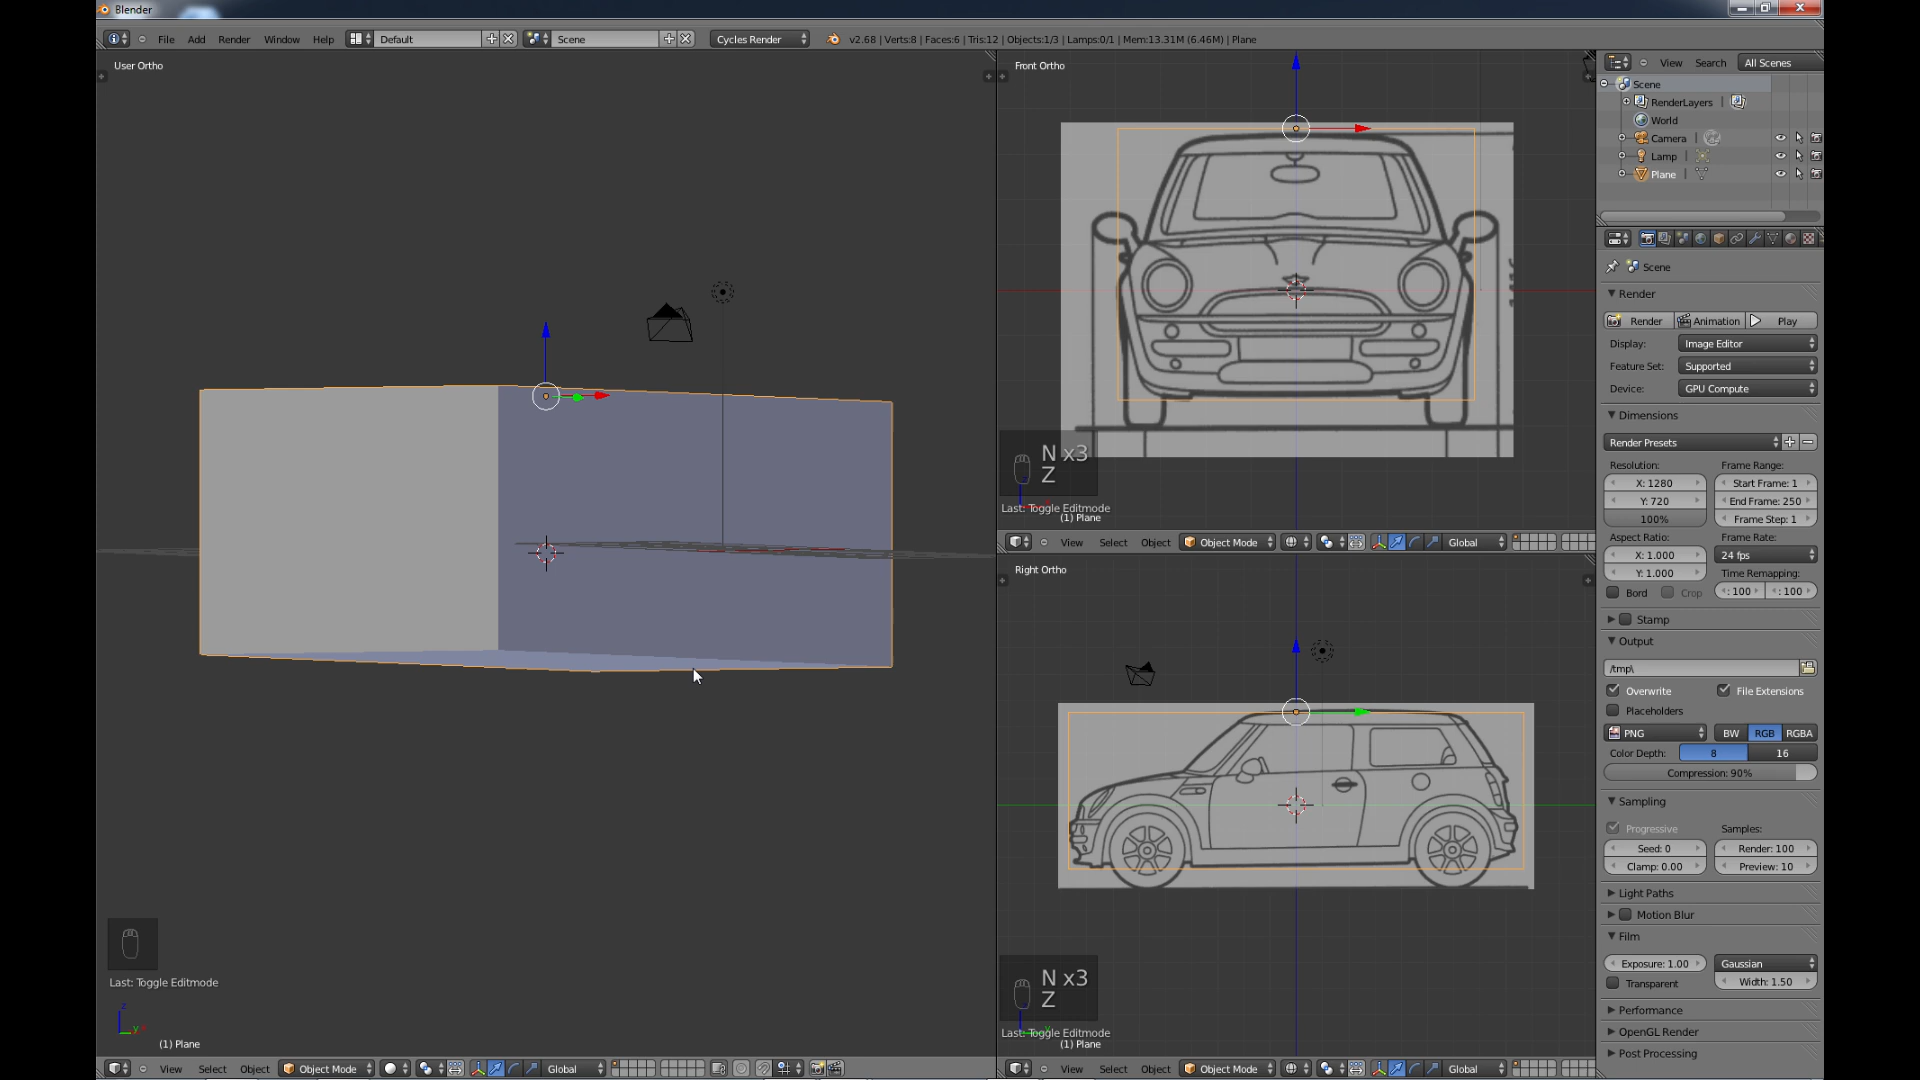 Blender
File Add Render Window Help Default Scene Cycles Render v2.68 | Verts:8 | Faces:6 | Tris:12 | Objects:1/3 | Lamps:0/1 | Mem:13.31M (6.46M) | Plane
User Ortho
Last: Toggle Editmode
z
y
(1) Plane
View Select Object Object Mode Global
Front Ortho
N x3
Z
Last: Toggle Editmode
(1) Plane
View Select Object Object Mode Global
Right Ortho
N x3
Z
Last: Toggle Editmode
(1) Plane
View Select Object Object Mode Global
View Search All Scenes
Scene
RenderLayers |
World
Camera |
Lamp |
Plane |
Scene
Render
Render Animation Play
Display: Image Editor
Feature Set: Supported
Device: GPU Compute
Dimensions
Render Presets
Resolution: Frame Range:
X: 1280 Start Frame: 1
Y: 720 End Frame: 250
100% Frame Step: 1
Aspect Ratio: Frame Rate:
X: 1.000 24 fps
Y: 1.000 Time Remapping:
Bord Crop : 100 : 100
Stamp
Output
/tmp\
Overwrite File Extensions
Placeholders
PNG BW RGB RGBA
Color Depth: 8 16
Compression: 90%
Sampling
Progressive Samples:
Seed: 0 Render: 100
Clamp: 0.00 Preview: 10
Light Paths
Motion Blur
Film
Exposure: 1.00 Gaussian
Transparent Width: 1.50
Performance
OpenGL Render
Post Processing